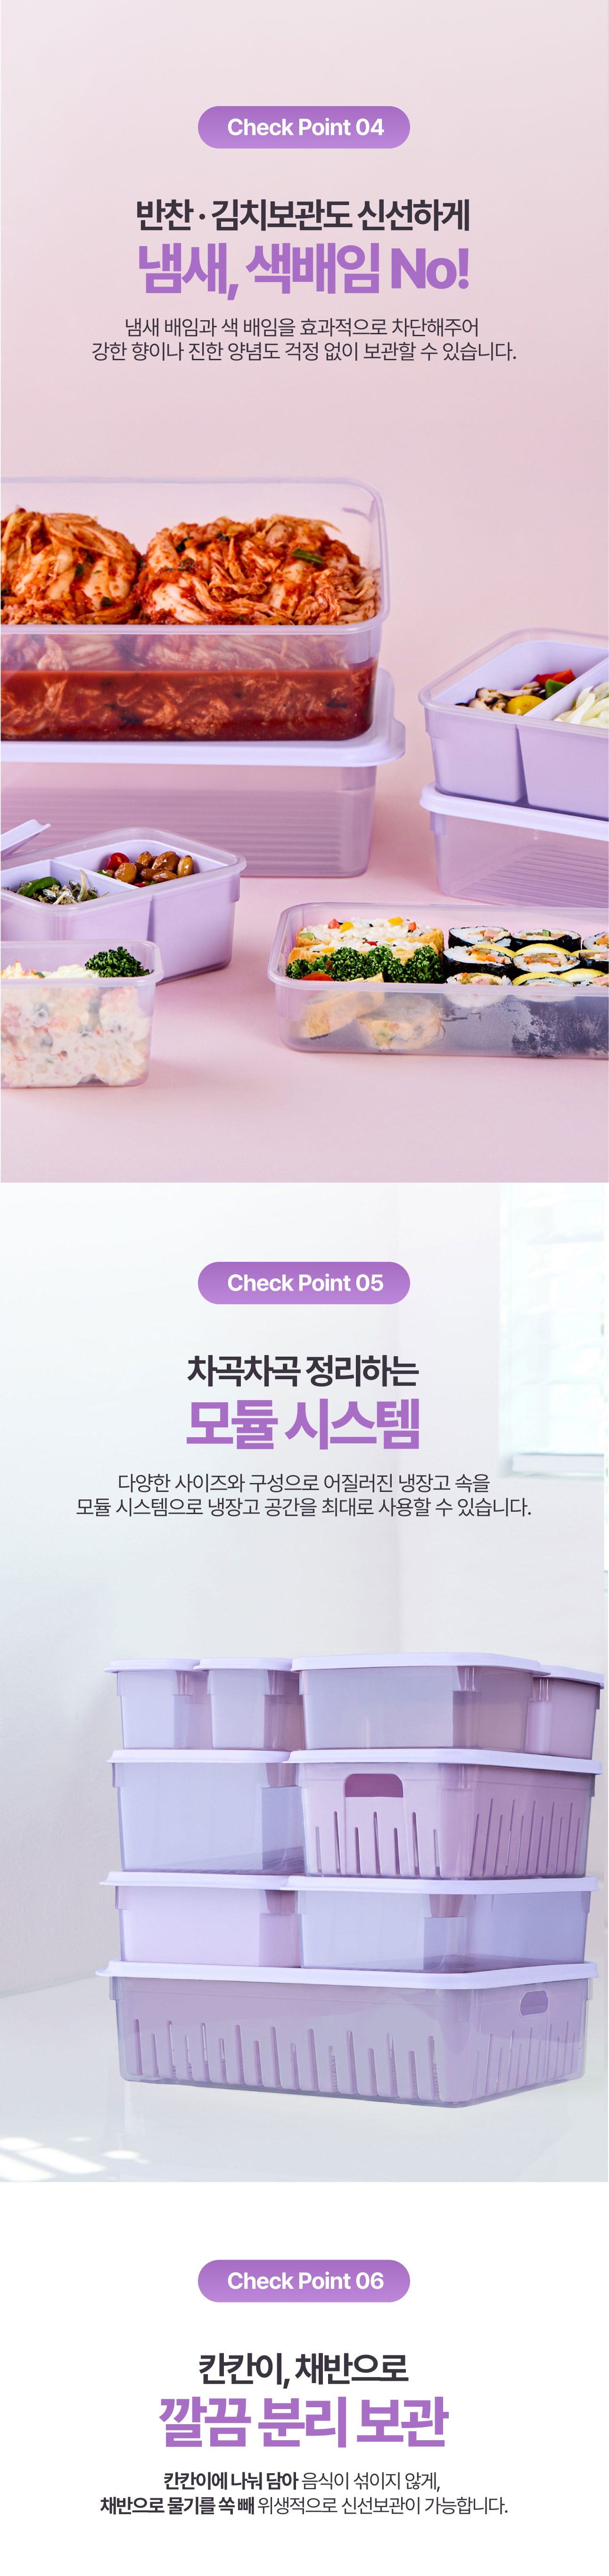 Check Point 04
반찬·김치보관도 신선하게
냄새, 색배임 No!
냄새 배임과 색 배임을 효과적으로 차단해주어
강한 향이나 진한 양념도 걱정 없이 보관할 수 있습니다.
Check Point 05
차곡차곡 정리하는
모듈 시스템
다양한 사이즈와 구성으로 어질러진 냉장고 속을
모듈 시스템으로 냉장고 공간을 최대로 사용할 수 있습니다.
Check Point 06
칸칸이, 채반으로
깔끔 분리 보관
칸칸이에 나눠 담아 음식이 섞이지 않게,
채반으로 물기를 쏙 빼 위생적으로 신선보관이 가능합니다.